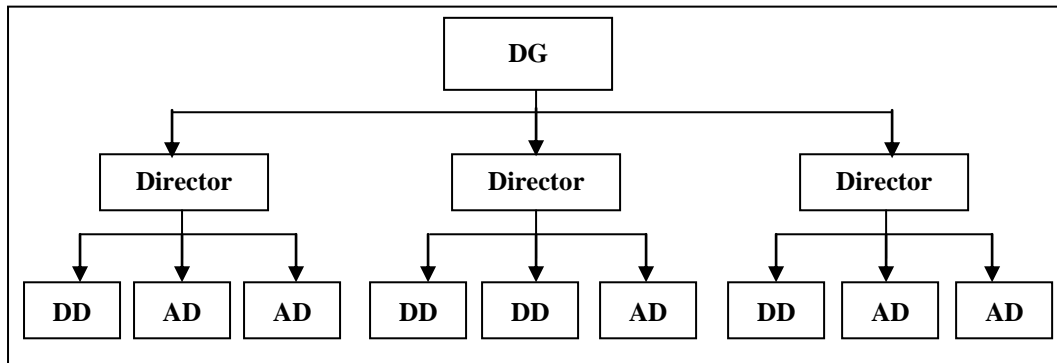 DG
Director Director Director
DD AD AD DD DD AD DD AD AD